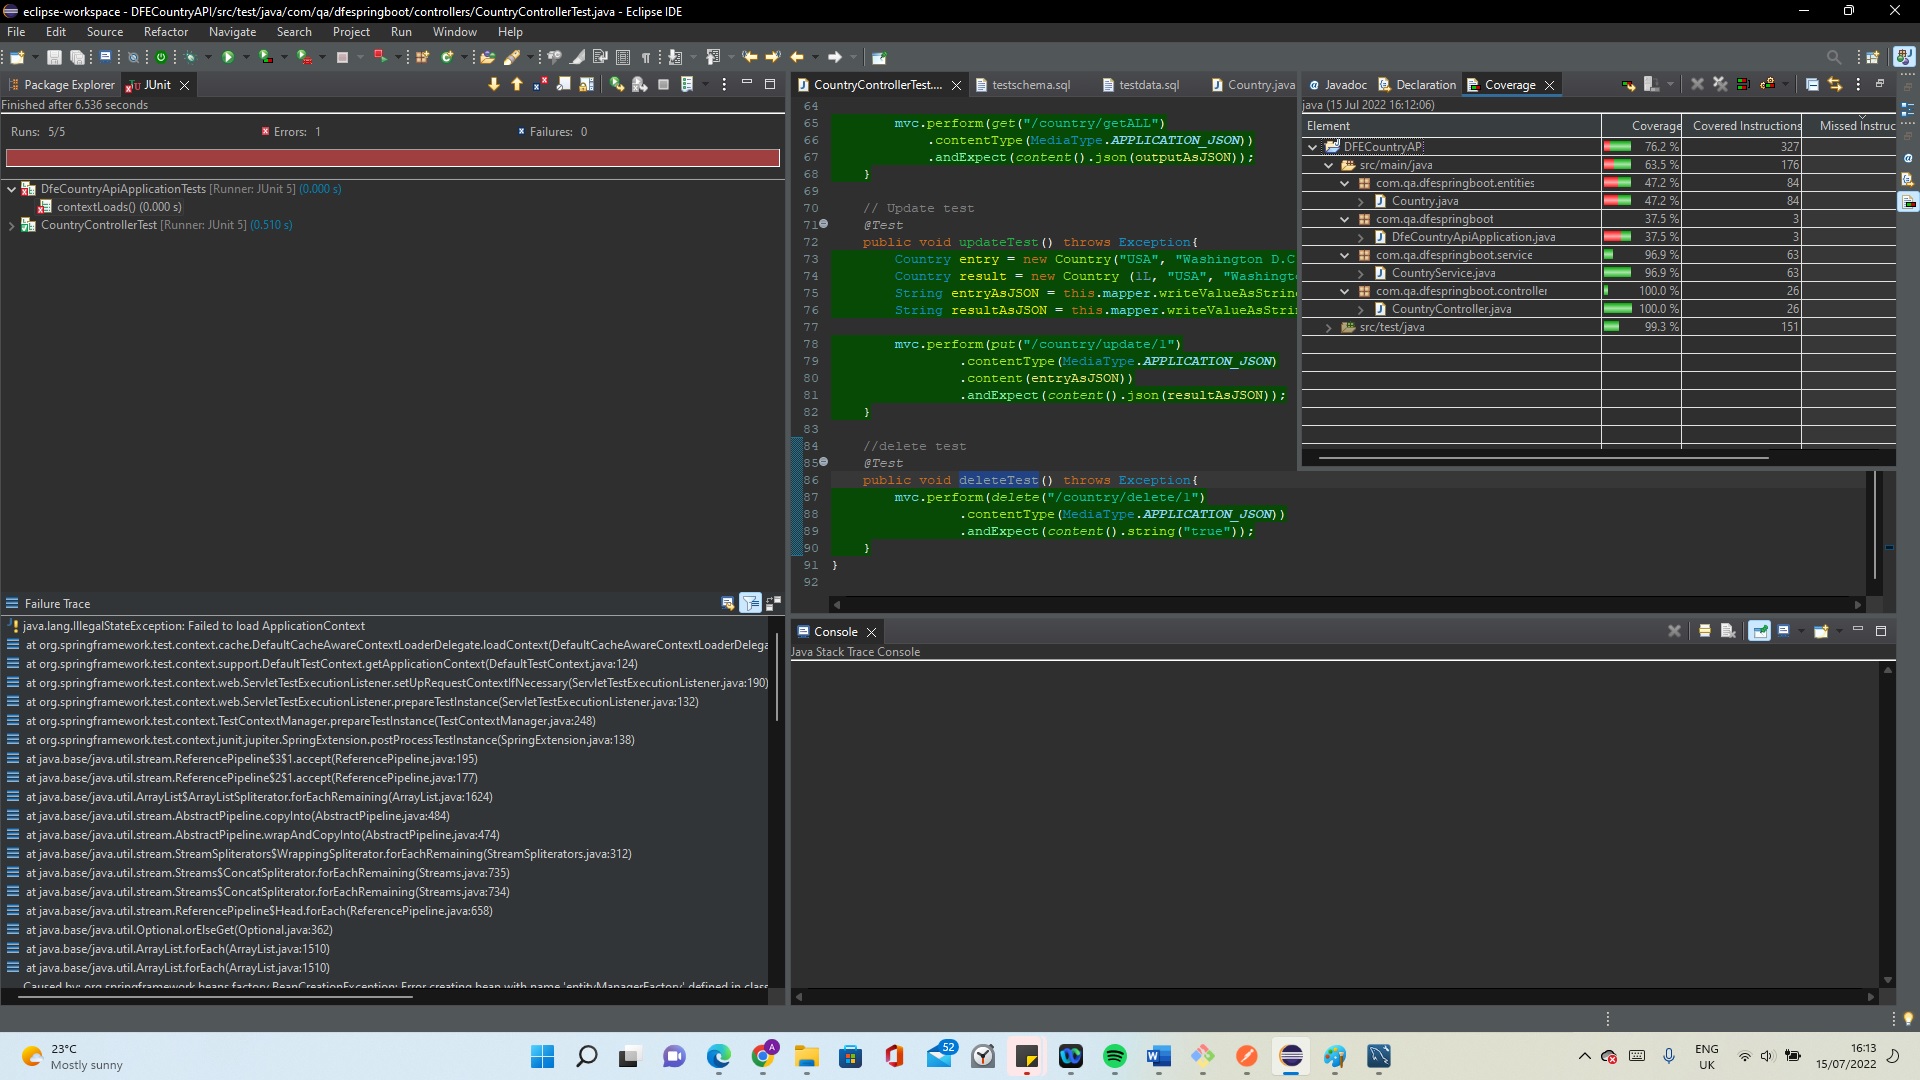 eclipse-workspace - DFECountryAPI/src/test/java/com/qa/dfespringboot/controllers/CountryControllerTest.java - Eclipse IDE
File Edit Source Refactor Navigate Search Project Run Window Help
Package Explorer JUnit
Finished after 6.536 seconds
Runs: 5/5 Errors: 1 Failures: 0
DfeCountryApiApplicationTests [Runner: JUnit 5] (0.000 s)
contextLoads() (0.000 s)
CountryControllerTest [Runner: JUnit 5] (0.510 s)
Failure Trace
java.lang.IllegalStateException: Failed to load ApplicationContext
at org.springframework.test.context.cache.DefaultCacheAwareContextLoaderDelegate.loadContext(DefaultCacheAwareContextLoaderDelega
at org.springframework.test.context.support.DefaultTestContext.getApplicationContext(DefaultTestContext.java:124)
at org.springframework.test.context.web.ServletTestExecutionListener.setUpRequestContextIfNecessary(ServletTestExecutionListener.java:190)
at org.springframework.test.context.web.ServletTestExecutionListener.prepareTestInstance(ServletTestExecutionListener.java:132)
at org.springframework.test.context.TestContextManager.prepareTestInstance(TestContextManager.java:248)
at org.springframework.test.context.junit.jupiter.SpringExtension.postProcessTestInstance(SpringExtension.java:138)
at java.base/java.util.stream.ReferencePipeline$3$1.accept(ReferencePipeline.java:195)
at java.base/java.util.stream.ReferencePipeline$2$1.accept(ReferencePipeline.java:177)
at java.base/java.util.ArrayList$ArrayListSpliterator.forEachRemaining(ArrayList.java:1624)
at java.base/java.util.stream.AbstractPipeline.copyInto(AbstractPipeline.java:484)
at java.base/java.util.stream.AbstractPipeline.wrapAndCopyInto(AbstractPipeline.java:474)
at java.base/java.util.stream.StreamSpliterators$WrappingSpliterator.forEachRemaining(StreamSpliterators.java:312)
at java.base/java.util.stream.Streams$ConcatSpliterator.forEachRemaining(Streams.java:735)
at java.base/java.util.stream.Streams$ConcatSpliterator.forEachRemaining(Streams.java:734)
at java.base/java.util.stream.ReferencePipeline$Head.forEach(ReferencePipeline.java:658)
at java.base/java.util.Optional.orElseGet(Optional.java:362)
at java.base/java.util.ArrayList.forEach(ArrayList.java:1510)
at java.base/java.util.ArrayList.forEach(ArrayList.java:1510)
Caused by: org.springframework.beans.factory.BeanCreationException: Error creating bean with name 'entityManagerFactory' defined in class
CountryControllerTest.... testschema.sql testdata.sql Country.java
64
65 mvc.perform(get("/country/getALL")
66 .contentType(MediaType.APPLICATION_JSON))
67 .andExpect(content().json(outputAsJSON));
68 }
69
70 // Update test
71 @Test
72 public void updateTest() throws Exception{
73 Country entry = new Country("USA", "Washington D.C
74 Country result = new Country (1L, "USA", "Washingto
75 String entryAsJSON = this.mapper.writeValueAsString
76 String resultAsJSON = this.mapper.writeValueAsStrin
77
78 mvc.perform(put("/country/update/1")
79 .contentType(MediaType.APPLICATION_JSON)
80 .content(entryAsJSON))
81 .andExpect(content().json(resultAsJSON));
82 }
83
84 //delete test
85 @Test
86 public void deleteTest() throws Exception{
87 mvc.perform(delete("/country/delete/1")
88 .contentType(MediaType.APPLICATION_JSON))
89 .andExpect(content().string("true"));
90 }
91 }
92
Javadoc Declaration Coverage
java (15 Jul 2022 16:12:06)
Element Coverage Covered Instructions Missed Instruc
DFECountryAP 76.2 % 327
src/main/java 63.5 % 176
com.qa.dfespringboot.entities 47.2 % 84
Country.java 47.2 % 84
com.qa.dfespringboot 37.5 % 3
DfeCountryApiApplication.java 37.5 % 3
com.qa.dfespringboot.service 96.9 % 63
CountryService.java 96.9 % 63
com.qa.dfespringboot.controller 100.0 % 26
CountryController.java 100.0 % 26
src/test/java 99.3 % 151
Console
Java Stack Trace Console
23°C
Mostly sunny
A
52
ENG
UK
16:13
15/07/2022